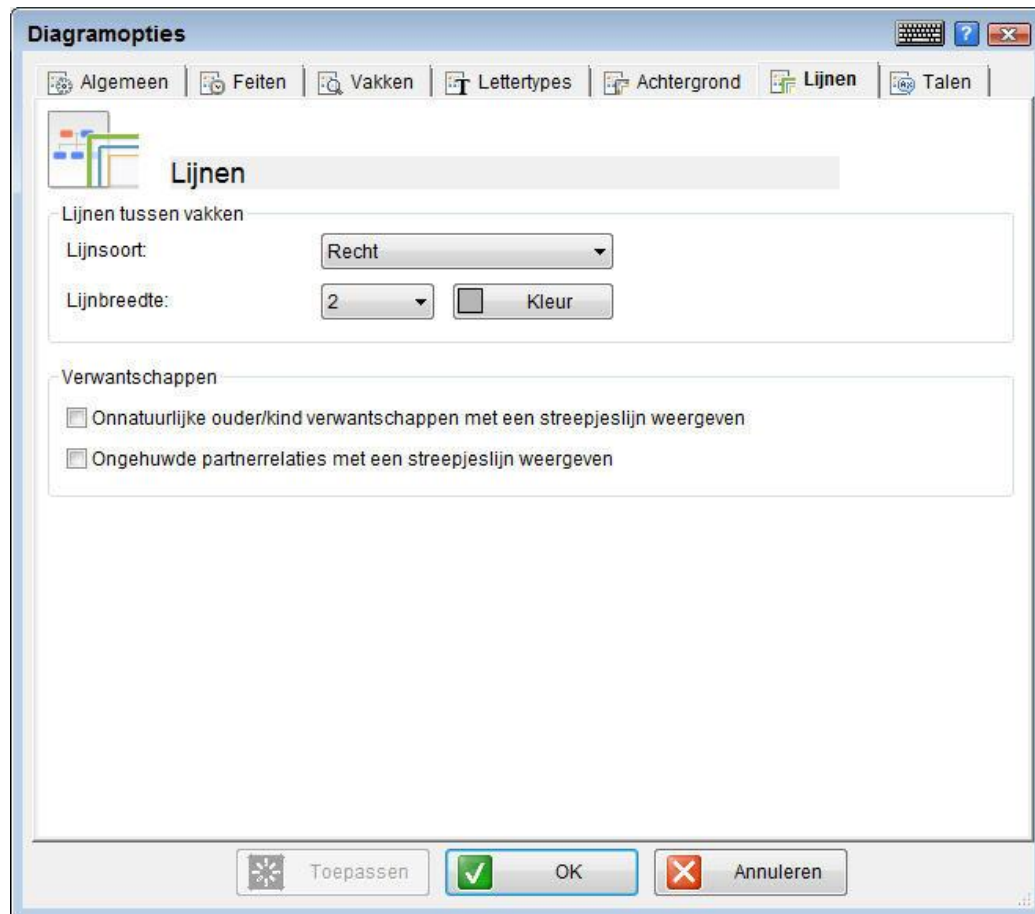 Diagramopties
?
Algemeen Feiten Vakken Lettertypes Achtergrond Lijnen Talen
Lijnen
Lijnen tussen vakken
Lijnsoort: Recht
Lijnbreedte: 2 Kleur
Verwantschappen
Onnatuurlijke ouder/kind verwantschappen met een streepjeslijn weergeven
Ongehuwde partnerrelaties met een streepjeslijn weergeven
Toepassen OK Annuleren